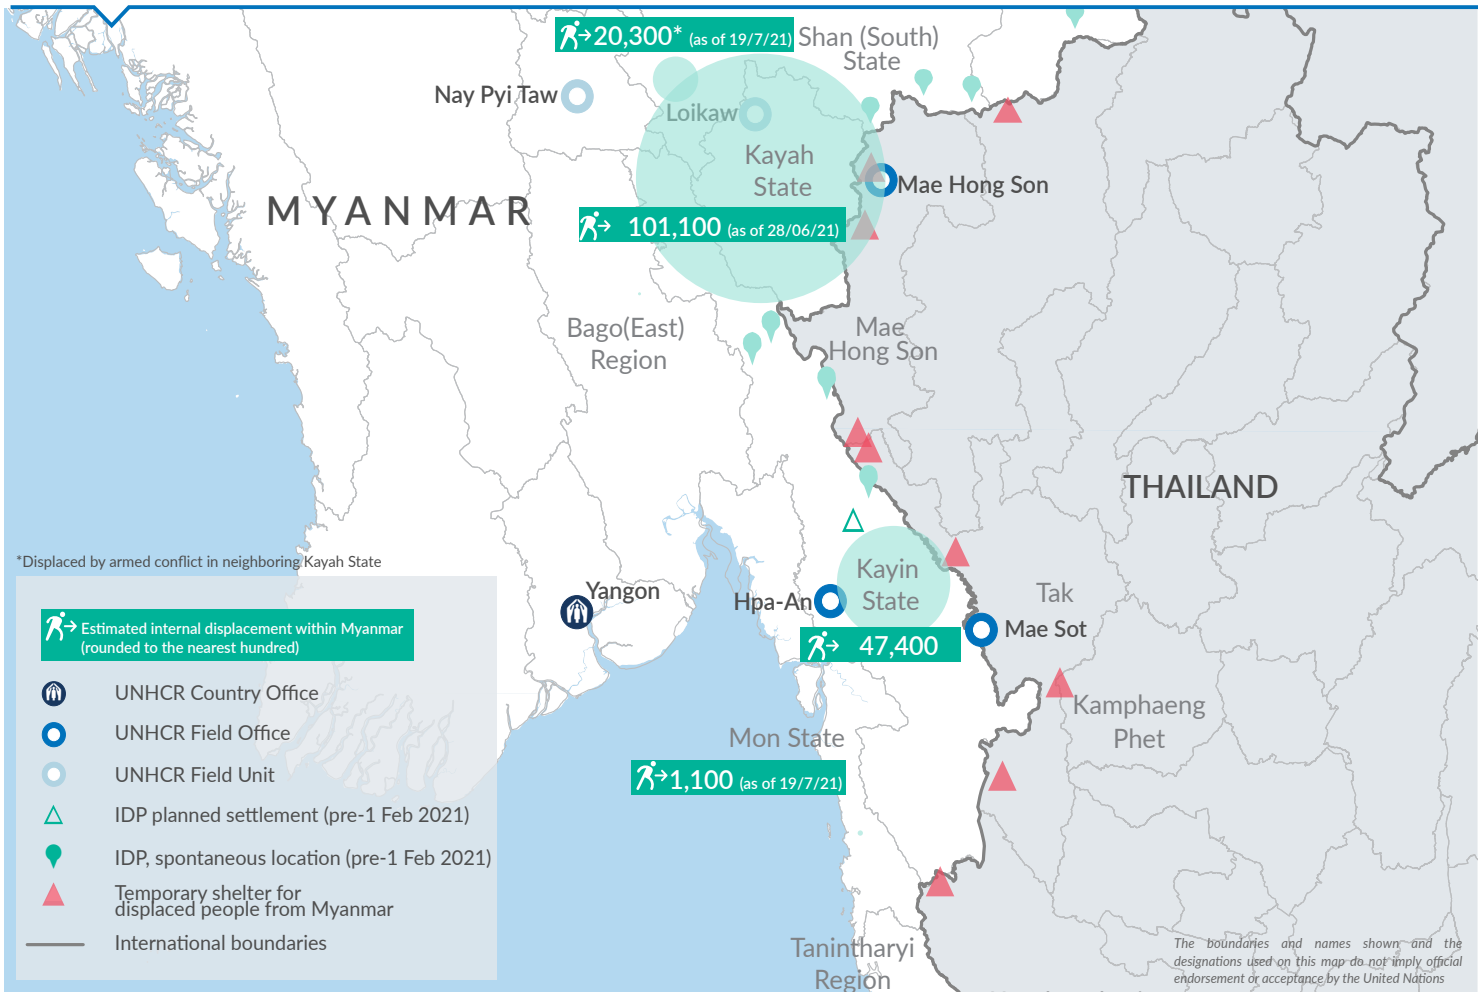 20,300* (as of 19/7/21)
Shan (South)
State
Nay Pyi Taw
Loikaw
Kayah
State
Mae Hong Son
MYANMAR
101,100 (as of 28/06/21)
Bago(East)
Region
Mae
Hong Son
THAILAND
*Displaced by armed conflict in neighboring Kayah State
Kayin
State
Yangon
Hpa-An
Tak
Mae Sot
47,400
Kamphaeng
Phet
Mon State
1,100 (as of 19/7/21)
Tanintharyi
Region
Estimated internal displacement within Myanmar
(rounded to the nearest hundred)
UNHCR Country Office
UNHCR Field Office
UNHCR Field Unit
IDP planned settlement (pre-1 Feb 2021)
IDP, spontaneous location (pre-1 Feb 2021)
Temporary shelter for
displaced people from Myanmar
International boundaries
The boundaries and names shown and the
designations used on this map do not imply official
endorsement or acceptance by the United Nations